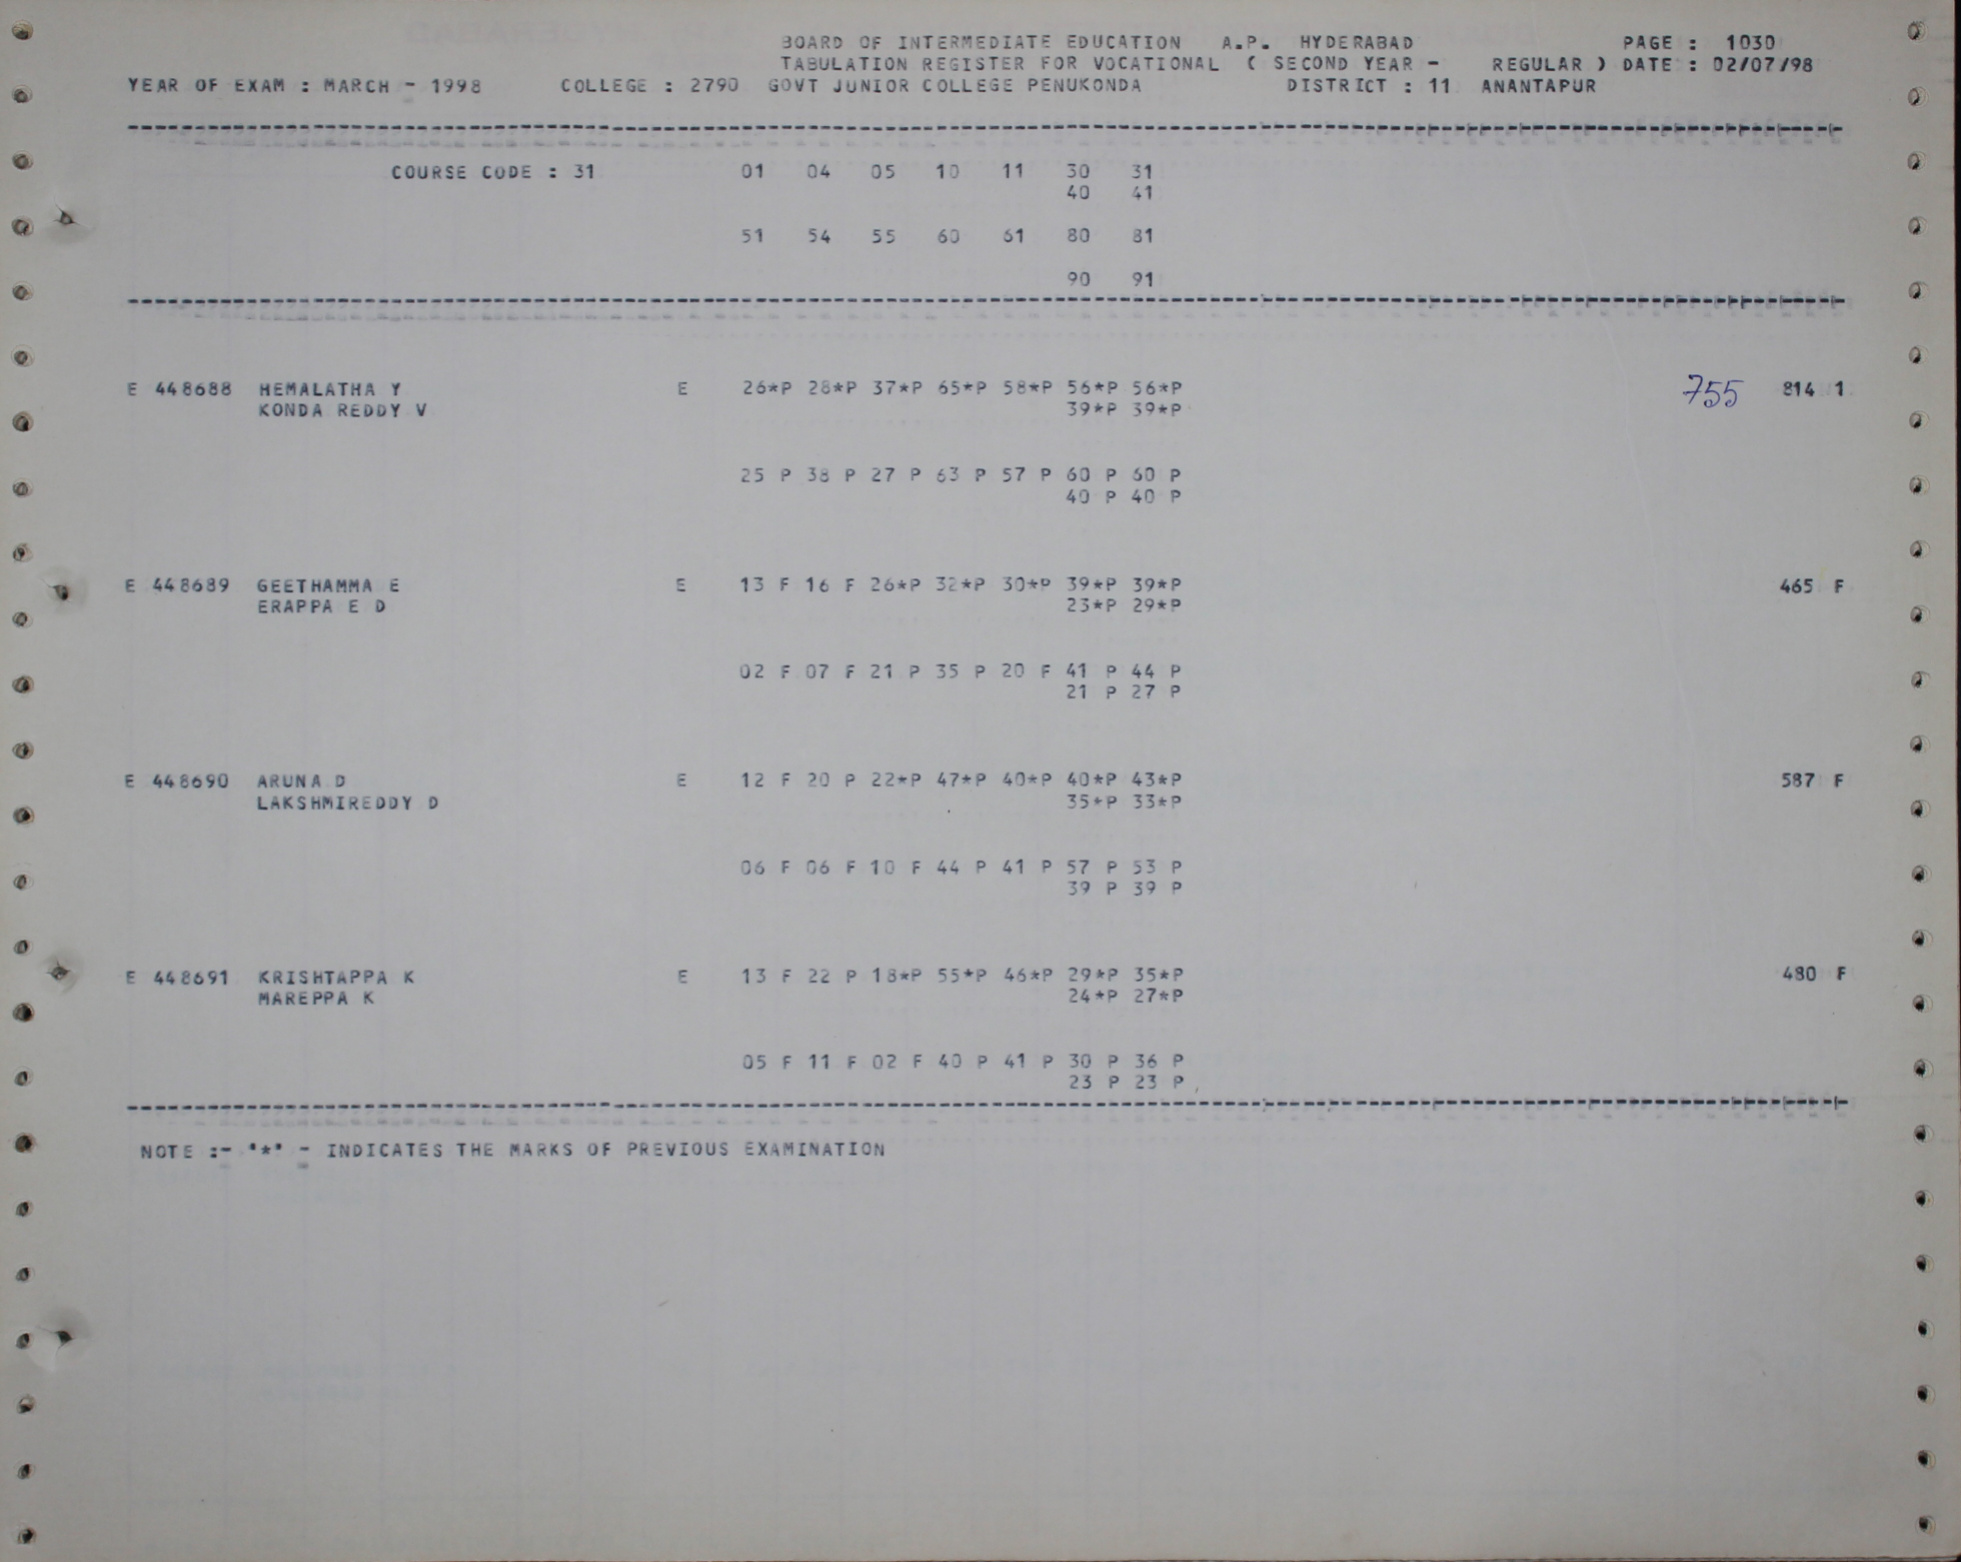 BOARD OF INTERMEDIATE EDUCATION A.P. HYDERABAD PAGE : 1030
TABULATION REGISTER FOR VOCATIONAL ( SECOND YEAR - REGULAR ) DATE : 02/07/98
YEAR OF EXAM : MARCH - 1998 COLLEGE : 2790 GOVT JUNIOR COLLEGE PENUKONDA DISTRICT : 11 ANANTAPUR
COURSE CODE : 31 01 04 05 10 11 30 31
40 41
51 54 55 60 61 80 81
90 91
E 448688 HEMALATHA Y E 26*P 28*P 37*P 65*P 58*P 56*P 56*P 755 814 1
KONDA REDDY V 39*P 39*P
25 P 38 P 27 P 63 P 57 P 60 P 60 P
40 P 40 P
E 448689 GEETHAMMA E E 13 F 16 F 26*P 32*P 30*P 39*P 39*P 465 F
ERAPPA E D 23*P 29*P
02 F 07 F 21 P 35 P 20 F 41 P 44 P
21 P 27 P
E 448690 ARUNA D E 12 F 20 P 22*P 47*P 40*P 40*P 43*P 587 F
LAKSHMIREDDY D 35*P 33*P
06 F 06 F 10 F 44 P 41 P 57 P 53 P
39 P 39 P
E 448691 KRISHTAPPA K E 13 F 22 P 18*P 55*P 46*P 29*P 35*P 480 F
MAREPPA K 24*P 27*P
05 F 11 F 02 F 40 P 41 P 30 P 36 P
23 P 23 P
NOTE :- '*' - INDICATES THE MARKS OF PREVIOUS EXAMINATION